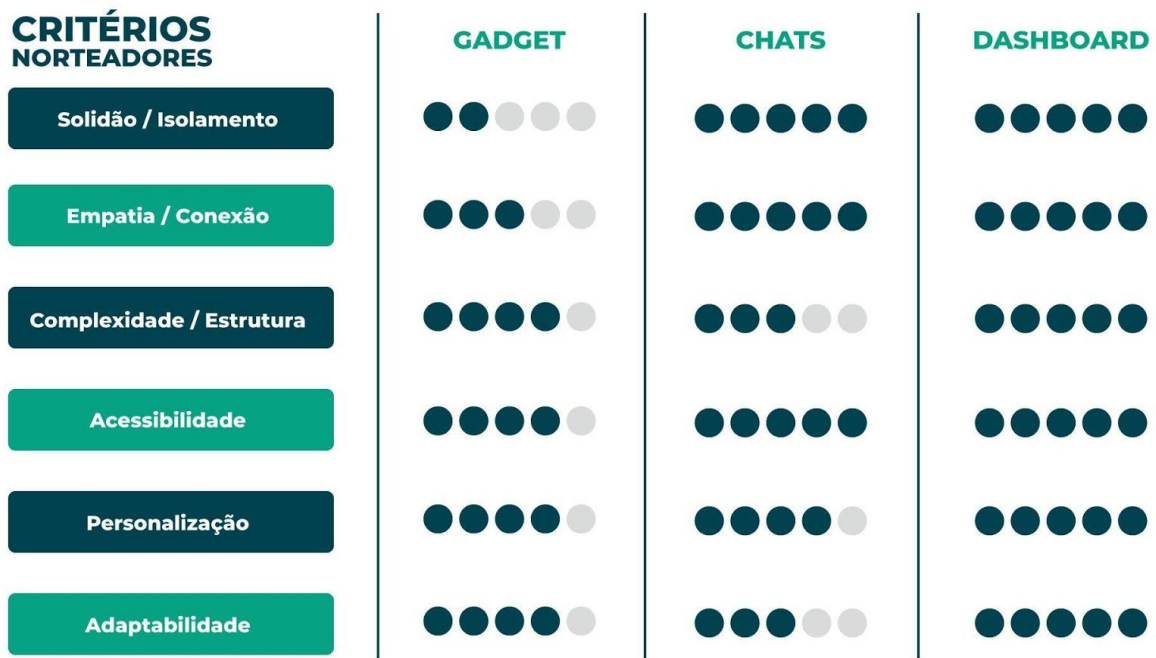 CRITÉRIOS
NORTEADORES
GADGET
CHATS
DASHBOARD
Solidão / Isolamento
Empatia / Conexão
Complexidade / Estrutura
Acessibilidade
Personalização
Adaptabilidade